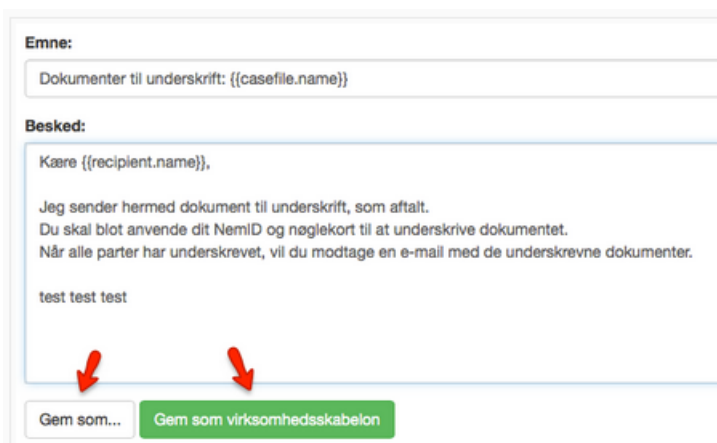 Emne:
Dokumenter til underskrift: {{casefile.name}}
Besked:
Kære {{recipient.name}},
Jeg sender hermed dokument til underskrift, som aftalt.
Du skal blot anvende dit NemID og nøglekort til at underskrive dokumentet.
Når alle parter har underskrevet, vil du modtage en e-mail med de underskrevne dokumenter.
test test test
Gem som...
Gem som virksomhedsskabelon